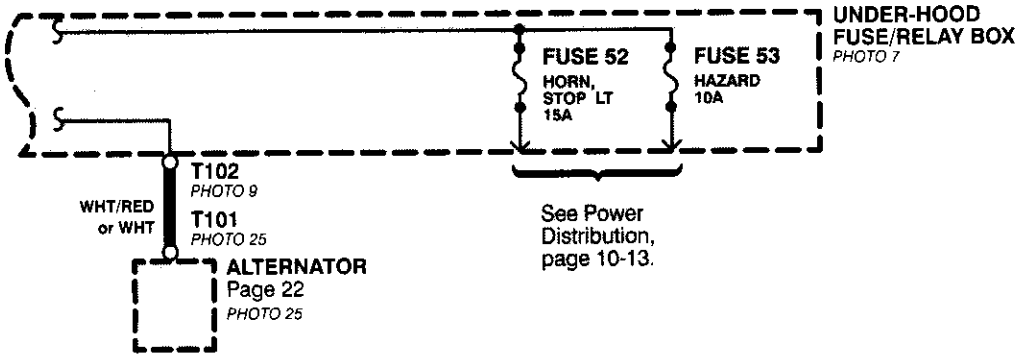 UNDER-HOOD
FUSE/RELAY BOX
PHOTO 7
FUSE 52
HORN,
STOP LT
15A
FUSE 53
HAZARD
10A
T102
PHOTO 9
WHT/RED
or WHT
T101
PHOTO 25
See Power
Distribution,
page 10-13.
ALTERNATOR
Page 22
PHOTO 25